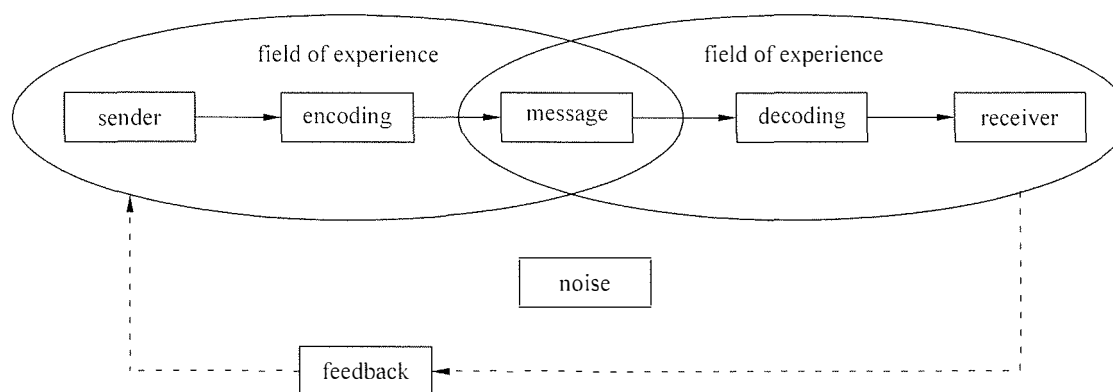 field of experience field of experience
sender encoding message decoding receiver
noise
feedback